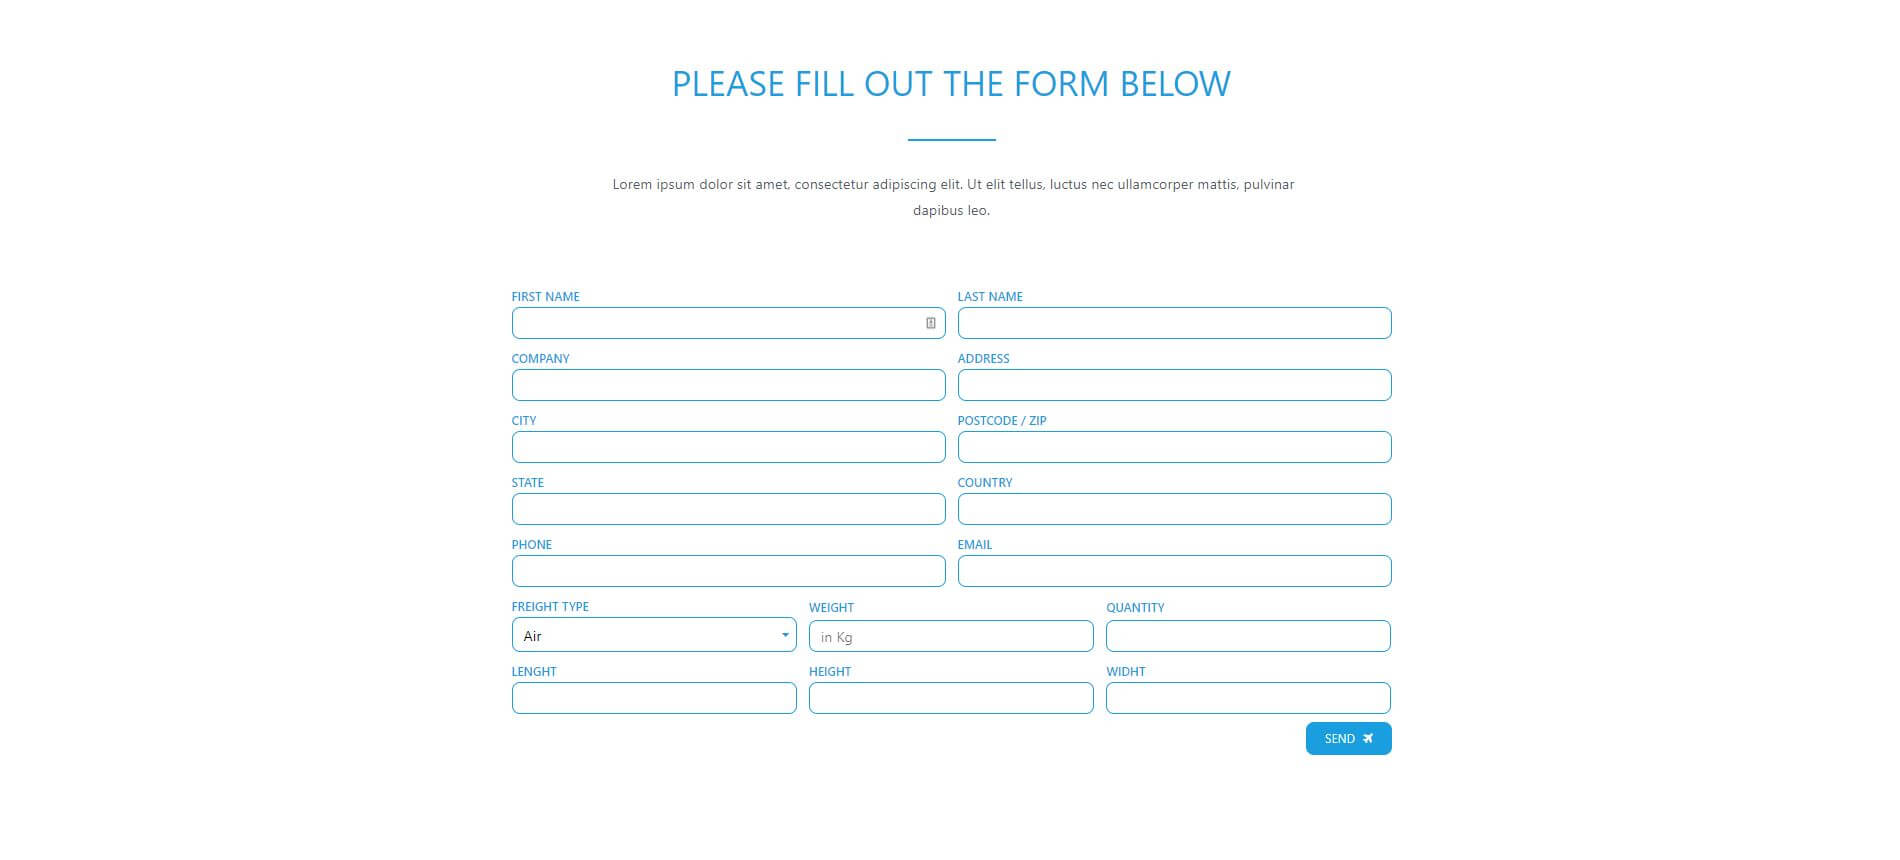 PLEASE FILL OUT THE FORM BELOW
Lorem ipsum dolor sit amet, consectetur adipiscing elit. Ut elit tellus, luctus nec ullamcorper mattis, pulvinar
dapibus leo.
FIRST NAME LAST NAME
COMPANY ADDRESS
CITY POSTCODE / ZIP
STATE COUNTRY
PHONE EMAIL
FREIGHT TYPE WEIGHT QUANTITY
Air in Kg
LENGHT HEIGHT WIDHT
SEND